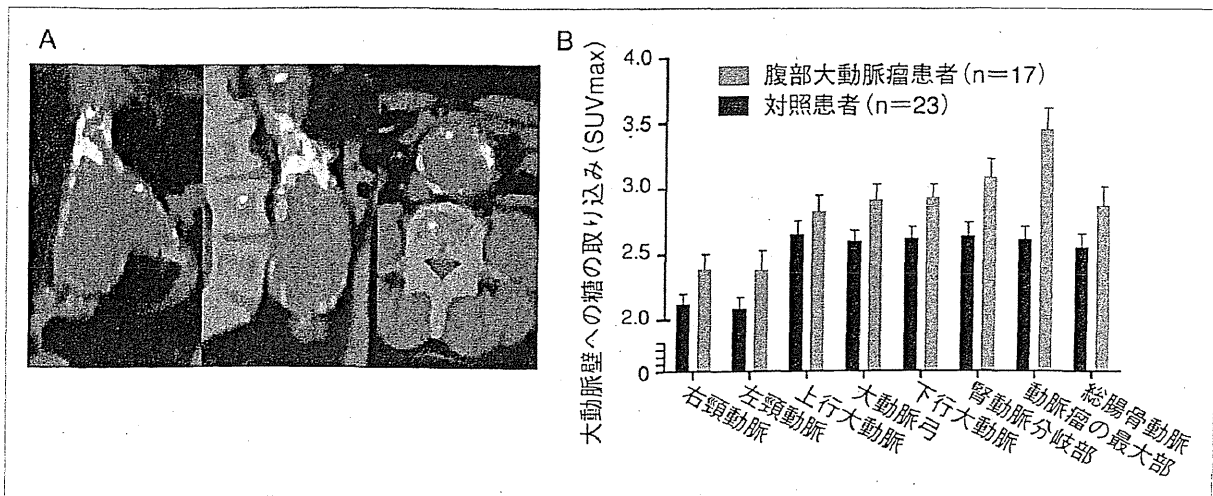 A
B
大動脈壁への糖の取り込み (SUVmax)
4.0
3.5
3.0
2.5
2.0
0
腹部大動脈瘤患者 (n=17)
対照患者 (n=23)
右頸動脈
左頸動脈
上行大動脈
大動脈弓
下行大動脈
腎動脈分岐部
動脈瘤の最大部
総腸骨動脈